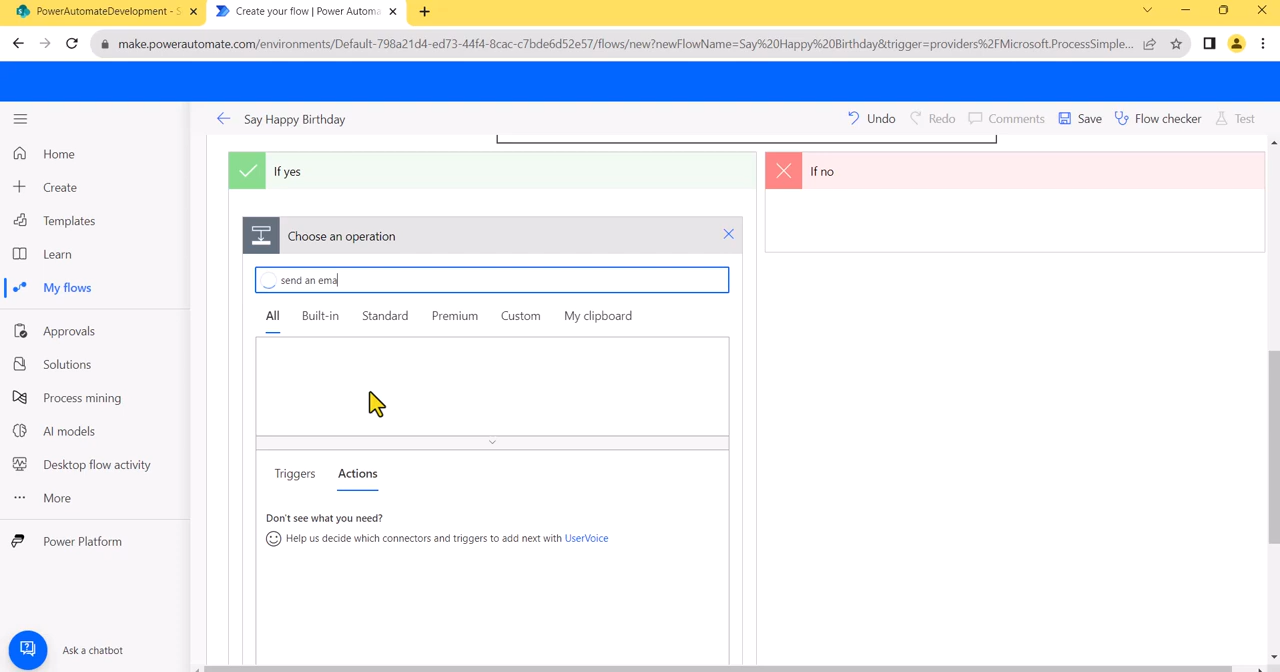 PowerAutomateDevelopment - S
Create your flow | Power Automa
make.powerautomate.com/environments/Default-798a21d4-ed73-44f4-8cac-c7bde6d52e57/flows/new?newFlowName=Say%20Happy%20Birthday&trigger=providers%2FMicrosoft.ProcessSimple...
Say Happy Birthday
Undo
Redo
Comments
Save
Flow checker
Test
Home
Create
Templates
Learn
My flows
Approvals
Solutions
Process mining
AI models
Desktop flow activity
More
Power Platform
Ask a chatbot
If yes
If no
Choose an operation
send an ema
All
Built-in
Standard
Premium
Custom
My clipboard
Triggers
Actions
Don't see what you need?
Help us decide which connectors and triggers to add next with UserVoice